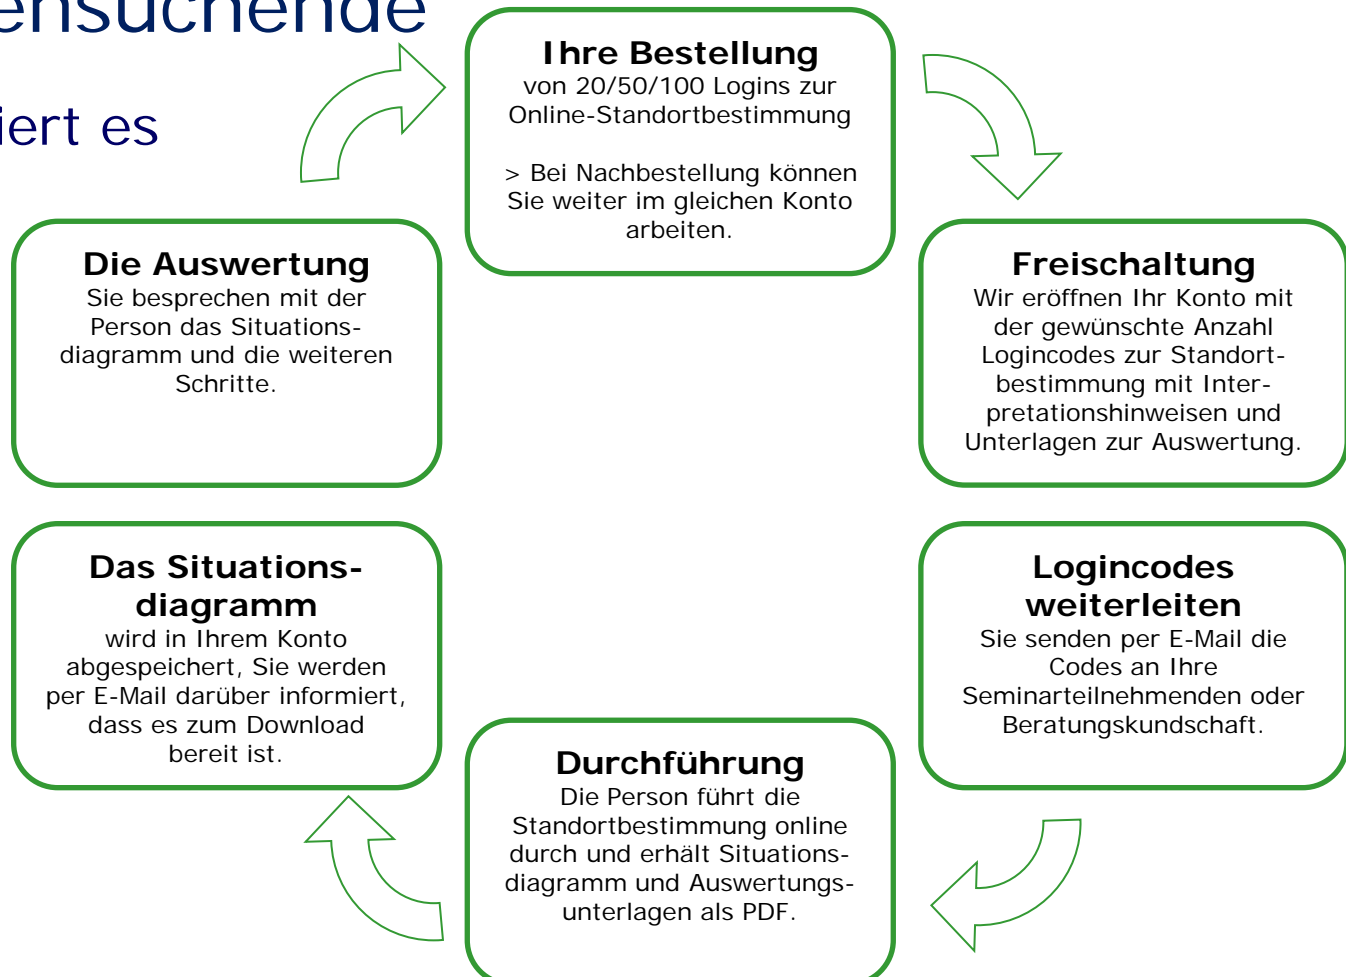 ensuchende
iert es
Ihre Bestellung
von 20/50/100 Logins zur
Online-Standortbestimmung
> Bei Nachbestellung können
Sie weiter im gleichen Konto
arbeiten.
Freischaltung
Wir eröffnen Ihr Konto mit
der gewünschte Anzahl
Logincodes zur Standort-
bestimmung mit Inter-
pretationshinweisen und
Unterlagen zur Auswertung.
Logincodes
weiterleiten
Sie senden per E-Mail die
Codes an Ihre
Seminarteilnehmenden oder
Beratungskundschaft.
Durchführung
Die Person führt die
Standortbestimmung online
durch und erhält Situations-
diagramm und Auswertungs-
unterlagen als PDF.
Das Situations-
diagramm
wird in Ihrem Konto
abgespeichert, Sie werden
per E-Mail darüber informiert,
dass es zum Download
bereit ist.
Die Auswertung
Sie besprechen mit der
Person das Situations-
diagramm und die weiteren
Schritte.